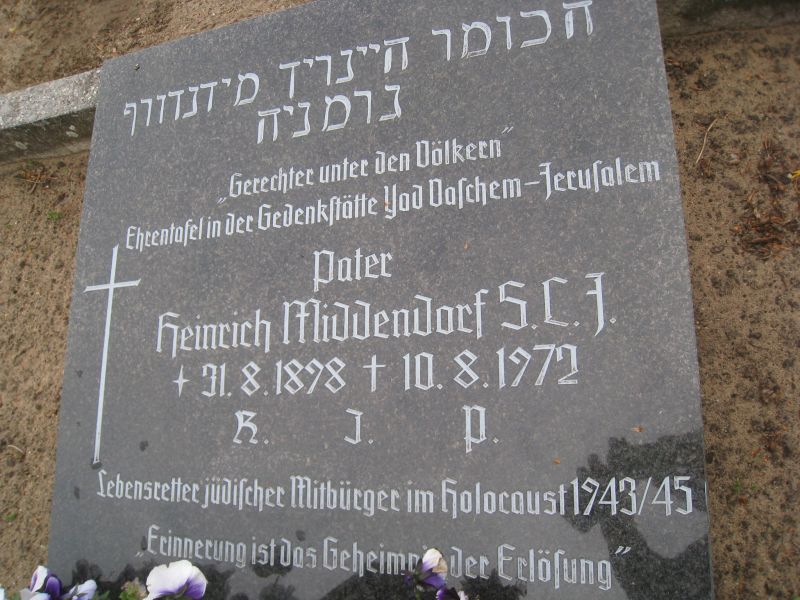 הכומר היינריך מידנדורף
גרמניה
„Gerechter unter den Völkern“
Ehrentafel in der Gedenkstätte Yad Vaſchem – Jeruſalem
Pater
Heinrich Middendorf S.C.J.
* 31. 8. 1898 † 10. 8. 1972
R. I. P.
Lebensretter jüdiſcher Mitbürger im Holocauſt 1943/45
„Erinnerung iſt das Geheimnis der Erlöſung“